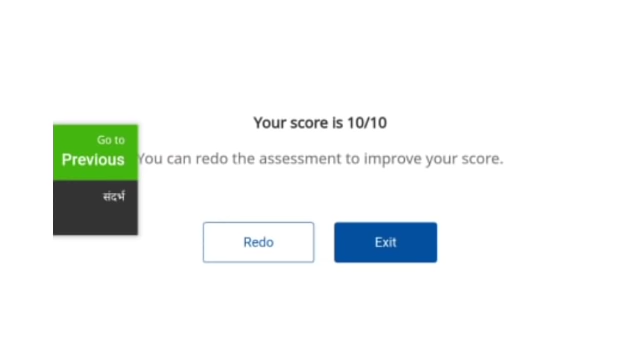 Your score is 10/10
Go to
Previous
You can redo the assessment to improve your score.
संदर्भ
Redo
Exit